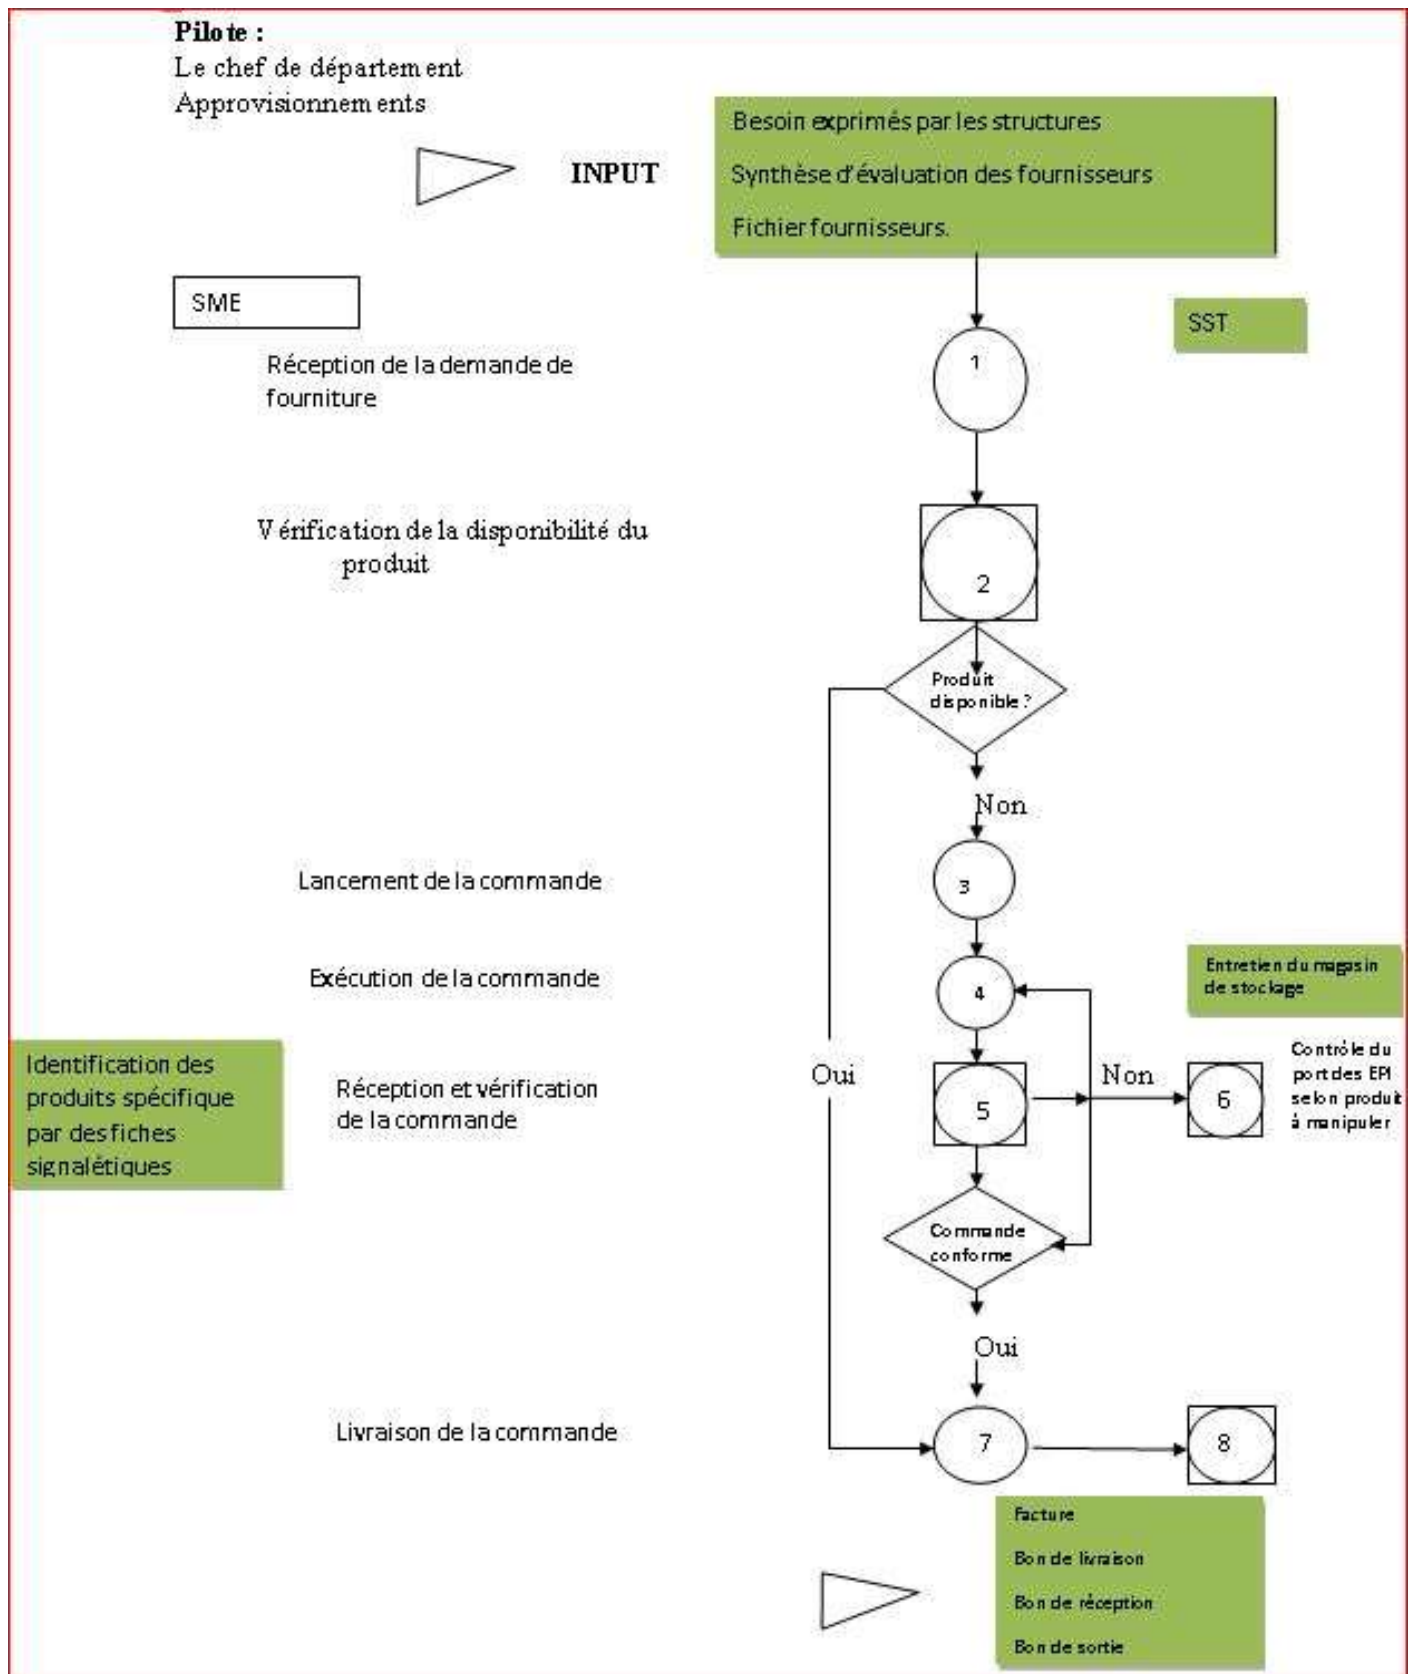 Pilote :
Le chef de département
Approvisionnements
INPUT
Besoin exprimés par les structures
Synthèse d'évaluation des fournisseurs
Fichier fournisseurs.
SME
SST
Réception de la demande de
fourniture
1
Vérification de la disponibilité du
produit
2
Produit
disponible ?
Non
Lancement de la commande
3
Exécution de la commande
4
Entretien du magasin
de stockage
Identification des
produits spécifique
par des fiches
signalétiques
Réception et vérification
de la commande
Oui
5
Non
6
Contrôle du
port des EPI
selon produit
à manipuler
Commande
conforme
Oui
Livraison de la commande
7
8
Facture
Bon de livraison
Bon de réception
Bon de sortie